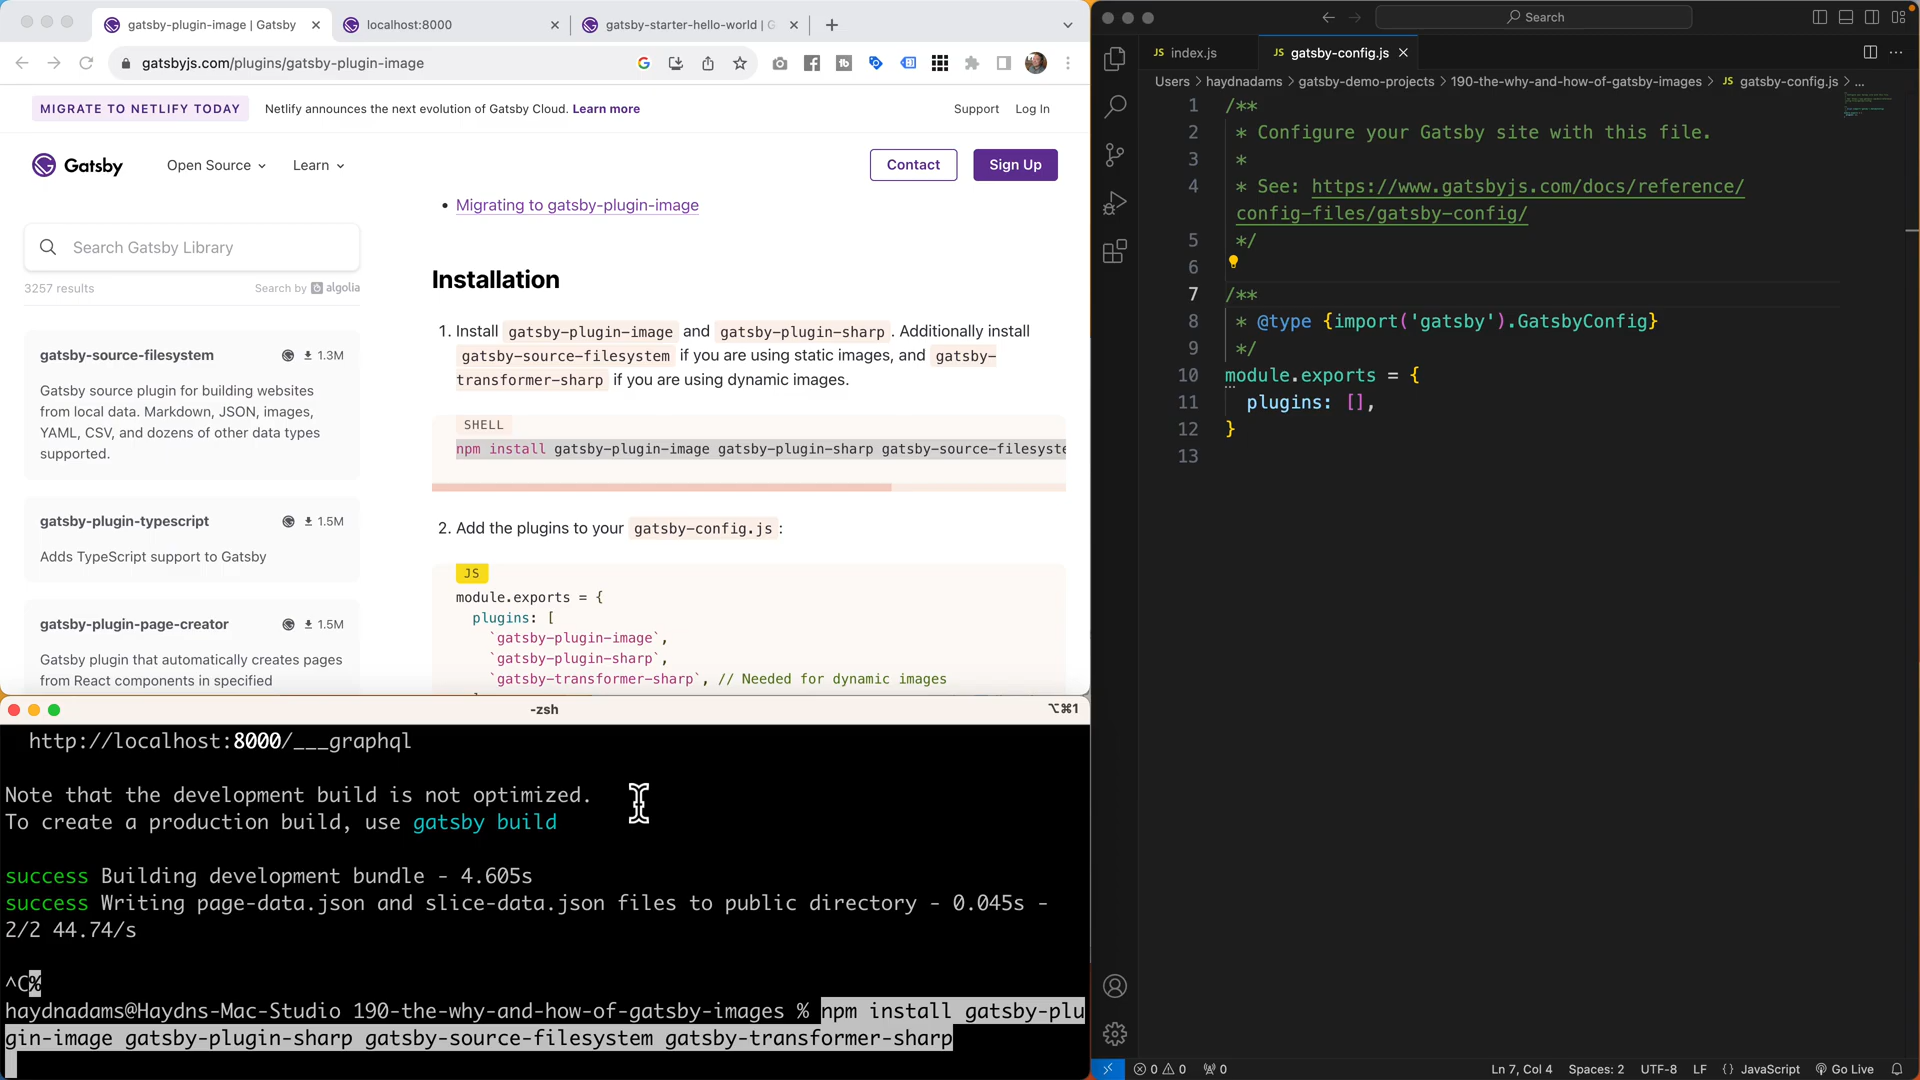 gatsby-plugin-image | Gatsby
localhost:8000
gatsby-starter-hello-world | G
gatsbyjs.com/plugins/gatsby-plugin-image
MIGRATE TO NETLIFY TODAY
Netlify announces the next evolution of Gatsby Cloud. Learn more
Support
Log In
Gatsby
Open Source
Learn
Contact
Sign Up
Search Gatsby Library
3257 results
Search by algolia
gatsby-source-filesystem
1.3M
Gatsby source plugin for building websites
from local data. Markdown, JSON, images,
YAML, CSV, and dozens of other data types
supported.
gatsby-plugin-typescript
1.5M
Adds TypeScript support to Gatsby
gatsby-plugin-page-creator
1.5M
Gatsby plugin that automatically creates pages
from React components in specified
• Migrating to gatsby-plugin-image
Installation
1. Install gatsby-plugin-image and gatsby-plugin-sharp. Additionally install
gatsby-source-filesystem if you are using static images, and gatsby-
transformer-sharp if you are using dynamic images.
SHELL
npm install gatsby-plugin-image gatsby-plugin-sharp gatsby-source-filesyste
2. Add the plugins to your gatsby-config.js:
JS
module.exports = {
plugins: [
`gatsby-plugin-image`,
`gatsby-plugin-sharp`,
`gatsby-transformer-sharp`, // Needed for dynamic images
-zsh
⌥⌘1
http://localhost:8000/___graphql
Note that the development build is not optimized.
To create a production build, use gatsby build
success Building development bundle - 4.605s
success Writing page-data.json and slice-data.json files to public directory - 0.045s -
2/2 44.74/s
^C%
haydnadams@Haydns-Mac-Studio 190-the-why-and-how-of-gatsby-images % npm install gatsby-plu
gin-image gatsby-plugin-sharp gatsby-source-filesystem gatsby-transformer-sharp
Search
JS index.js
JS gatsby-config.js
Users > haydnadams > gatsby-demo-projects > 190-the-why-and-how-of-gatsby-images > JS gatsby-config.js > ...
1 /**
2 * Configure your Gatsby site with this file.
3 *
4 * See: https://www.gatsbyjs.com/docs/reference/
config-files/gatsby-config/
5 */
6
7 /**
8 * @type {import('gatsby').GatsbyConfig}
9 */
10 module.exports = {
11 plugins: [],
12 }
13
0 0
0
Ln 7, Col 4
Spaces: 2
UTF-8
LF
{} JavaScript
Go Live